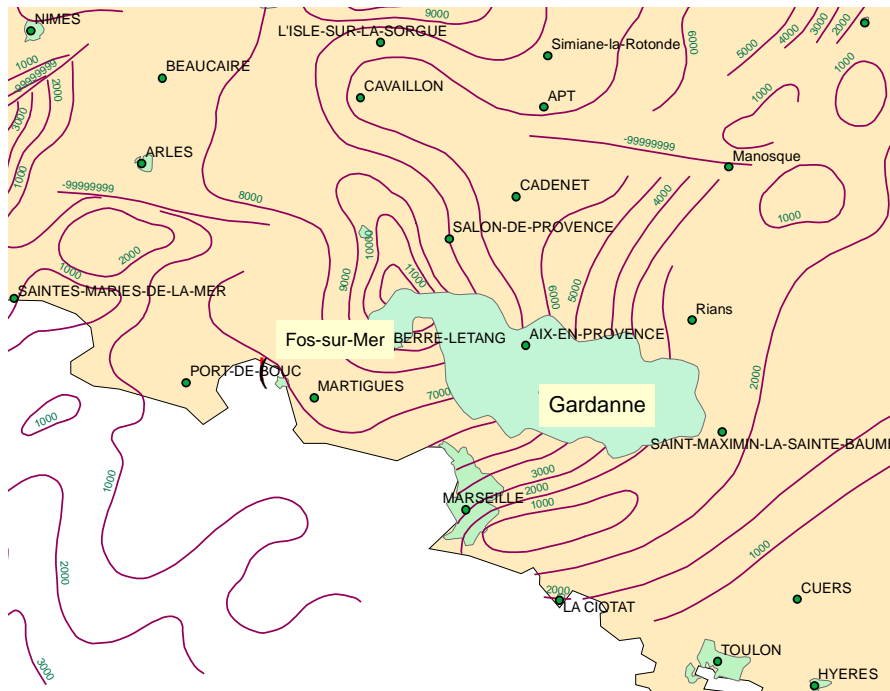 NIMES
9000
L'ISLE-SUR-LA-SORGUE
Simiane-la-Rotonde
6000
5000
4000
3000
2000
1000
-99999999
2000
3000
1000
BEAUCAIRE
CAVAILLON
APT
1000
1000
ARLES
-99999999
Manosque
-99999999
8000
CADENET
4000
1000
2000
10000
SALON-DE-PROVENCE
1000
9000
11000
6000
5000
SAINTES-MARIES-DE-LA-MER
Rians
Fos-sur-Mer
BERRE-LETANG
AIX-EN-PROVENCE
PORT-DE-BOUC
MARTIGUES
7000
2000
Gardanne
1000
SAINT-MAXIMIN-LA-SAINTE-BAUME
1000
3000
2000
MARSEILLE
1000
1000
2000
2000
LA CIOTAT
CUERS
3000
TOULON
HYERES